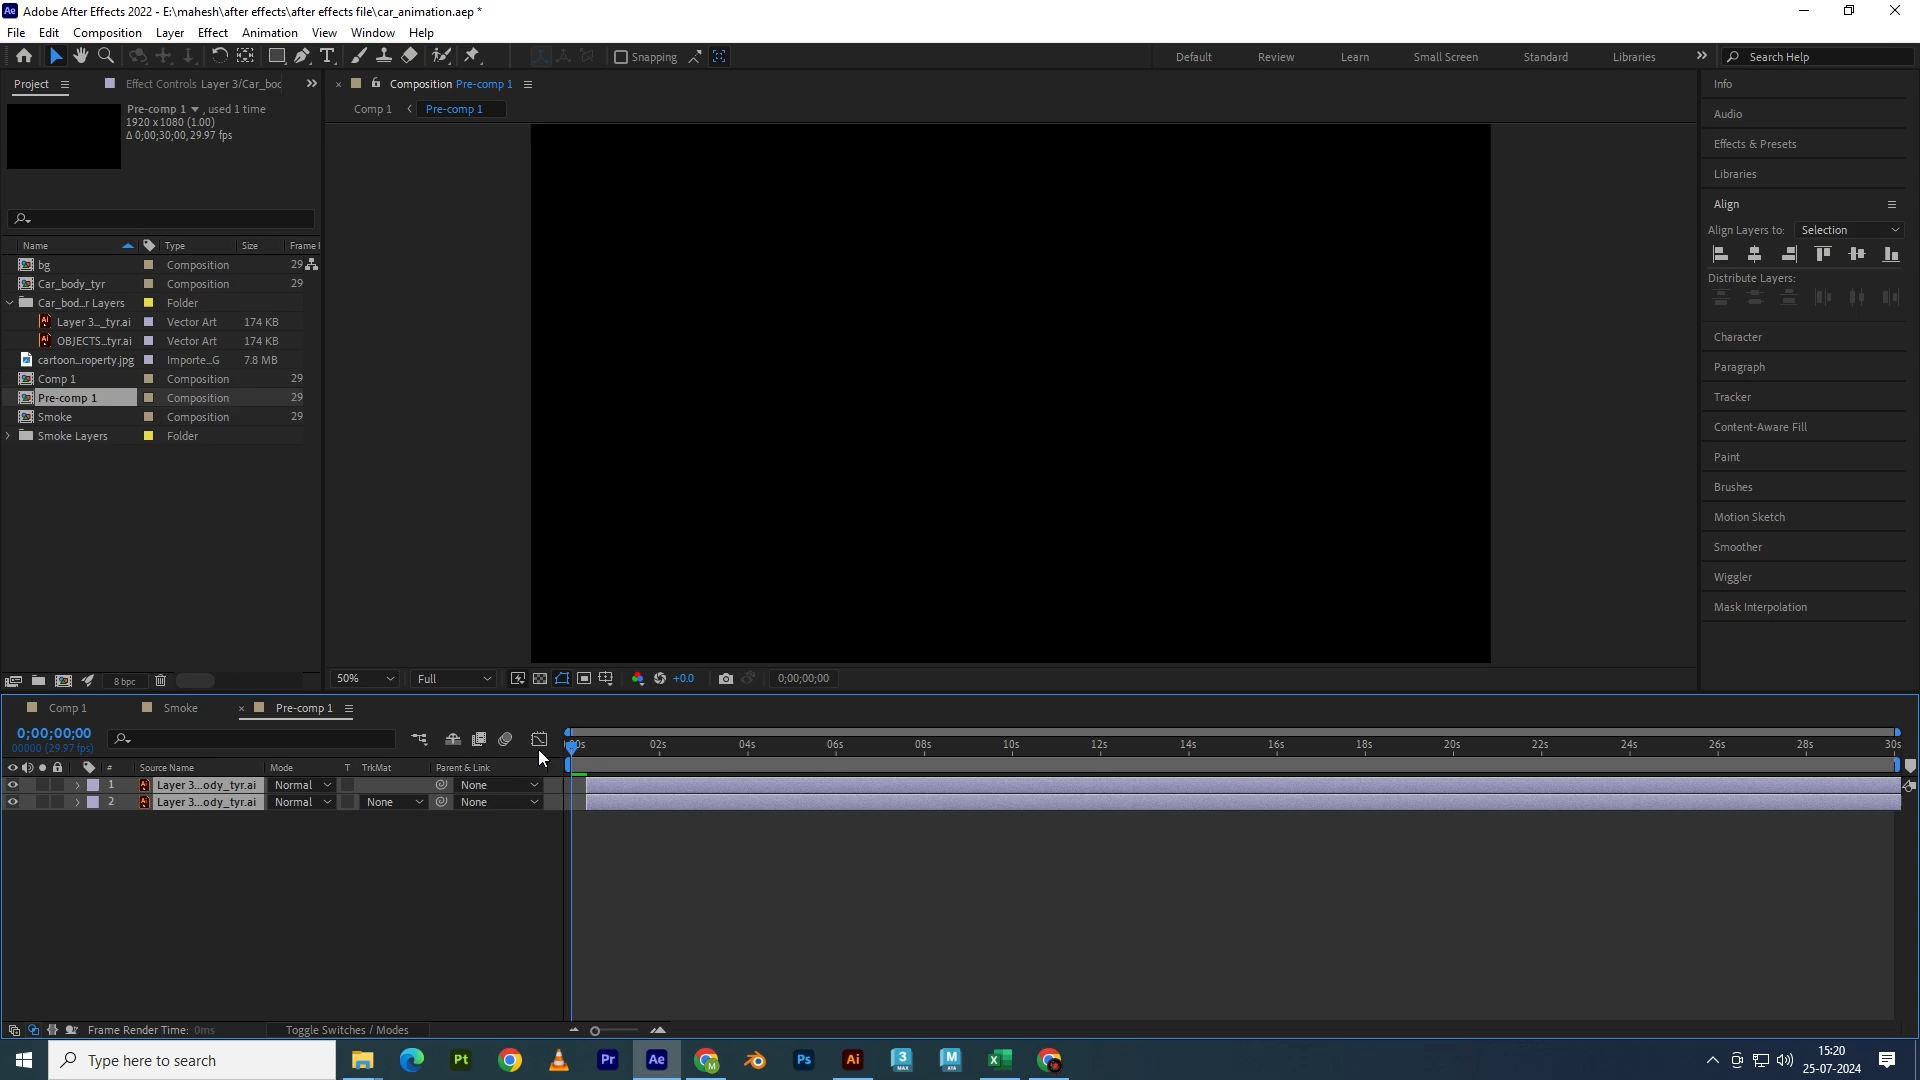 Adobe After Effects 2022 - E:\mahesh\after effects\after effects file\car_animation.aep *
File Edit Composition Layer Effect Animation View Window Help
Snapping Default Review Learn Small Screen Standard Libraries Search Help
Project Effect Controls Layer 3/Car_boc
Composition Pre-comp 1
Info
Pre-comp 1 , used 1 time
1920 x 1080 (1.00)
Δ 0;00;30;00, 29.97 fps
Comp 1 Pre-comp 1
Audio
Effects & Presets
Libraries
Align
Align Layers to: Selection
Distribute Layers:
Character
Paragraph
Tracker
Content-Aware Fill
Paint
Brushes
Motion Sketch
Smoother
Wiggler
Mask Interpolation
Name Type Size Frame
bg Composition 29
Car_body_tyr Composition 29
Car_bod...r Layers Folder
Layer 3..._tyr.ai Vector Art 174 KB
OBJECTS...tyr.ai Vector Art 174 KB
cartoon...roperty.jpg Importe...G 7.8 MB
Comp 1 Composition 29
Pre-comp 1 Composition 29
Smoke Composition 29
Smoke Layers Folder
8 bpc
50% Full +0.0 0;00;00;00
Comp 1 Smoke Pre-comp 1
0;00;00;00
00000 (29.97 fps)
00s 02s 04s 06s 08s 10s 12s 14s 16s 18s 20s 22s 24s 26s 28s 30s
# Source Name Mode T TrkMat Parent & Link
1 Layer 3...ody_tyr.ai Normal None
2 Layer 3...ody_tyr.ai Normal None None
Frame Render Time: 0ms Toggle Switches / Modes
Type here to search
15:20
25-07-2024